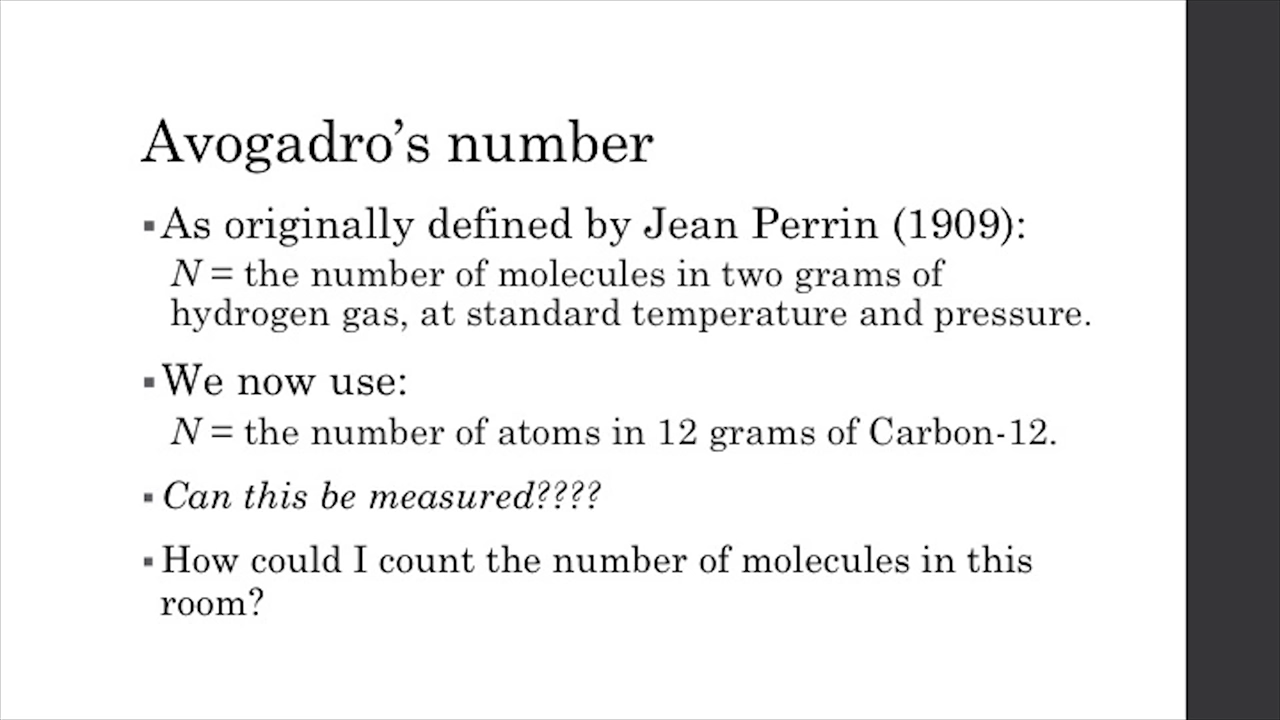 Avogadro’s number
▪As originally defined by Jean Perrin (1909):
N = the number of molecules in two grams of
hydrogen gas, at standard temperature and pressure.
▪We now use:
N = the number of atoms in 12 grams of Carbon-12.
▪Can this be measured????
▪How could I count the number of molecules in this
room?